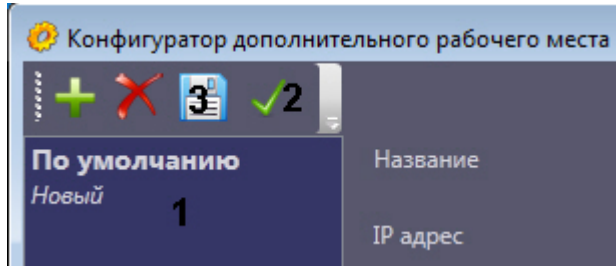 Конфигуратор дополнительного рабочего места
3 2
По умолчанию
Название
Новый
1
IP адрес